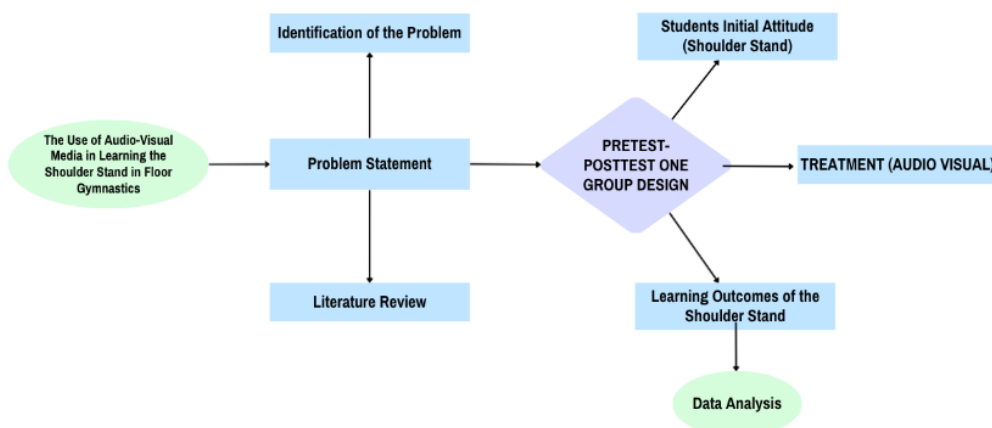 Identification of the Problem
Students Initial Attitude
(Shoulder Stand)
The Use of Audio-Visual
Media in Learning the
Shoulder Stand in Floor
Gymnastics
Problem Statement
PRETEST-
POSTTEST ONE
GROUP DESIGN
TREATMENT (AUDIO VISUAL)
Literature Review
Learning Outcomes of the
Shoulder Stand
Data Analysis